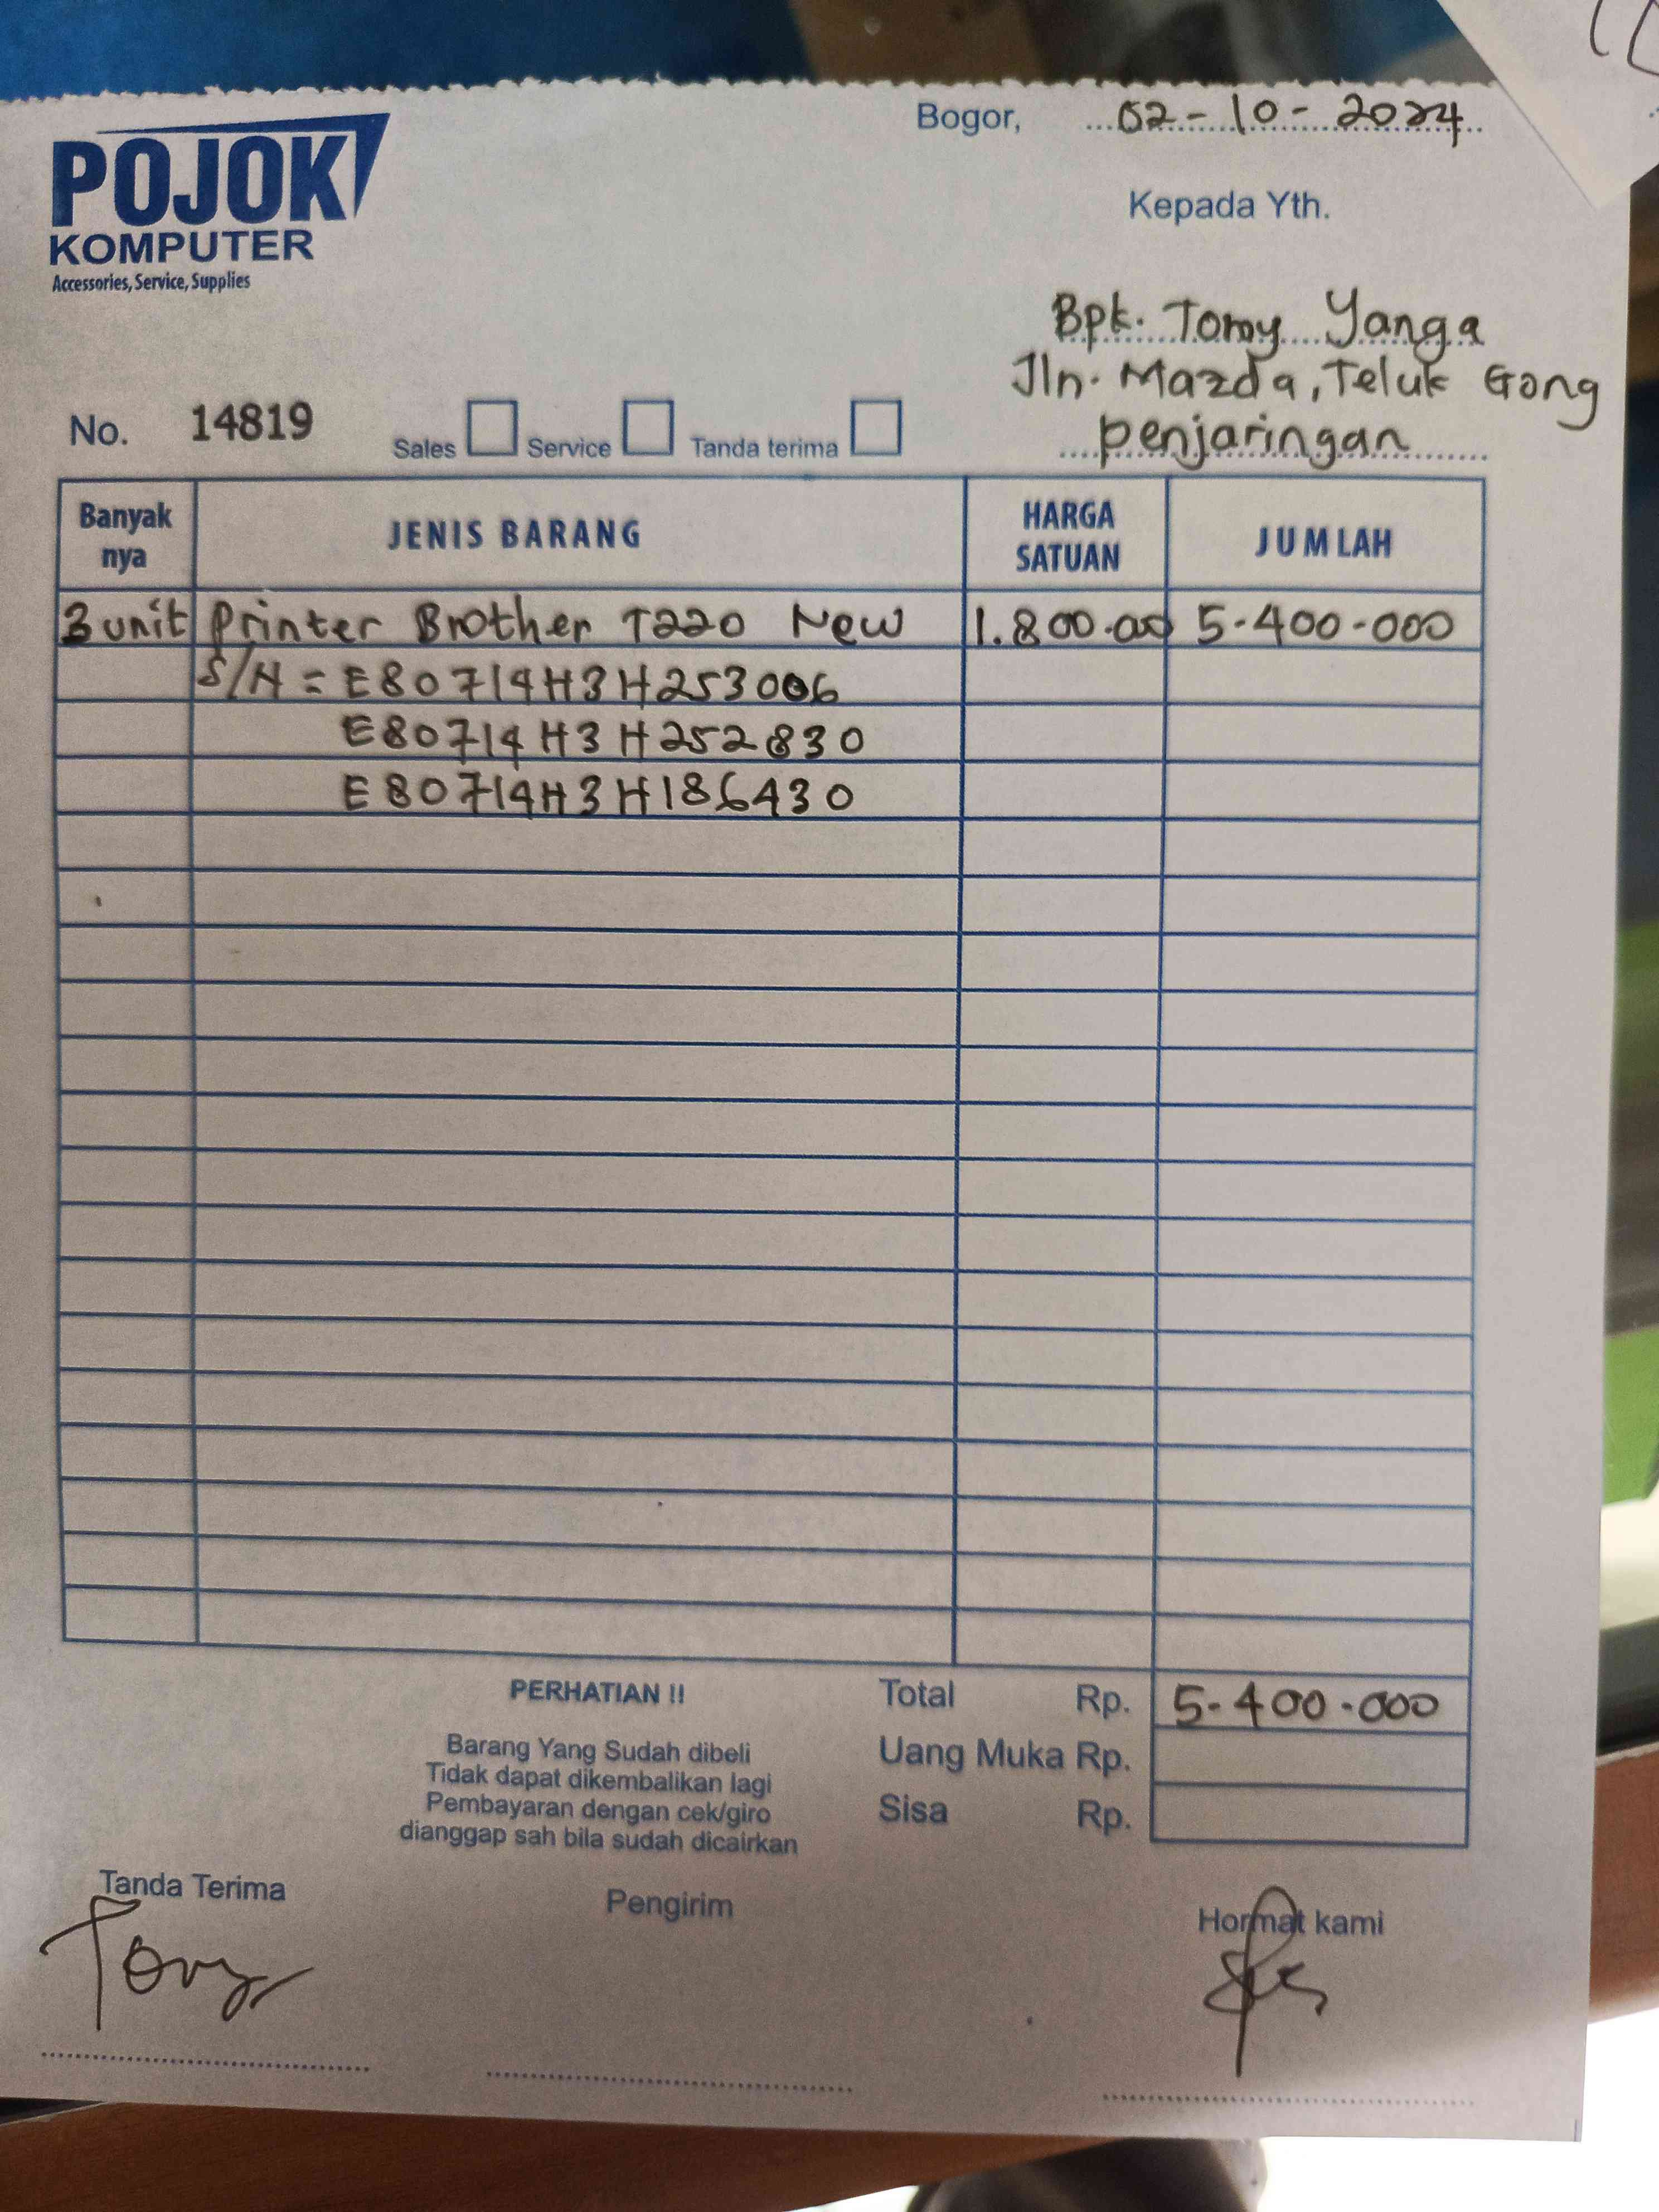 Bogor, 02-10-2024
POJOK
KOMPUTER
Accessories, Service, Supplies
Kepada Yth.
Bpk. Tomy Yanga
Jln. Mazda, Teluk Gong
penjaringan
No. 14819 Sales Service Tanda terima
Banyak nya JENIS BARANG HARGA SATUAN JUMLAH
3 unit Printer Brother T220 New 1.800.00 5.400.000
S/N = E80714H3H253006
E80714H3H252830
E80714H3H186430
PERHATIAN !!
Barang Yang Sudah dibeli
Tidak dapat dikembalikan lagi
Pembayaran dengan cek/giro
dianggap sah bila sudah dicairkan
Total Rp. 5.400.000
Uang Muka Rp.
Sisa Rp.
Tanda Terima Pengirim Hormat kami